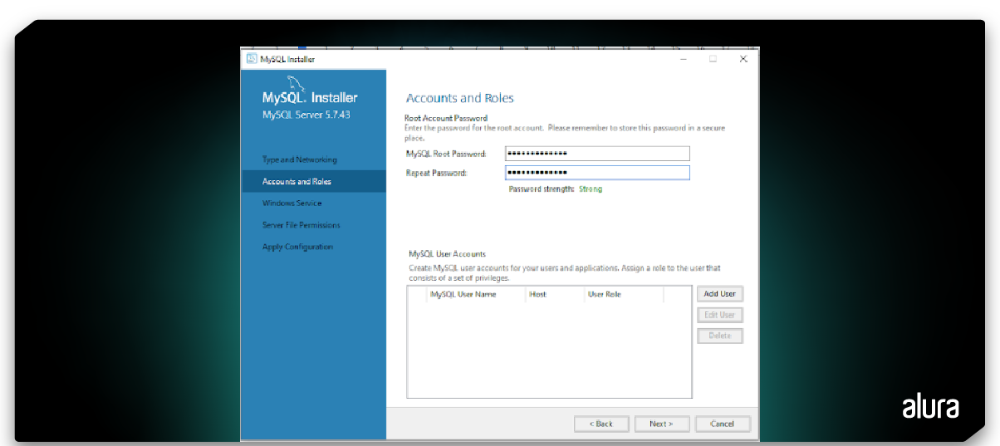 MySQL Installer
MySQL. Installer
MySQL Server 5.7.43
Type and Networking
Accounts and Roles
Windows Service
Server File Permissions
Apply Configuration
Accounts and Roles
Root Account Password
Enter the password for the root account. Please remember to store this password in a secure
place.
MySQL Root Password:
Repeat Password:
Password strength: Strong
MySQL User Accounts
Create MySQL user accounts for your users and applications. Assign a role to the user that
consists of a set of privileges.
MySQL User Name Host User Role
Add User
Edit User
Delete
< Back Next > Cancel
alura